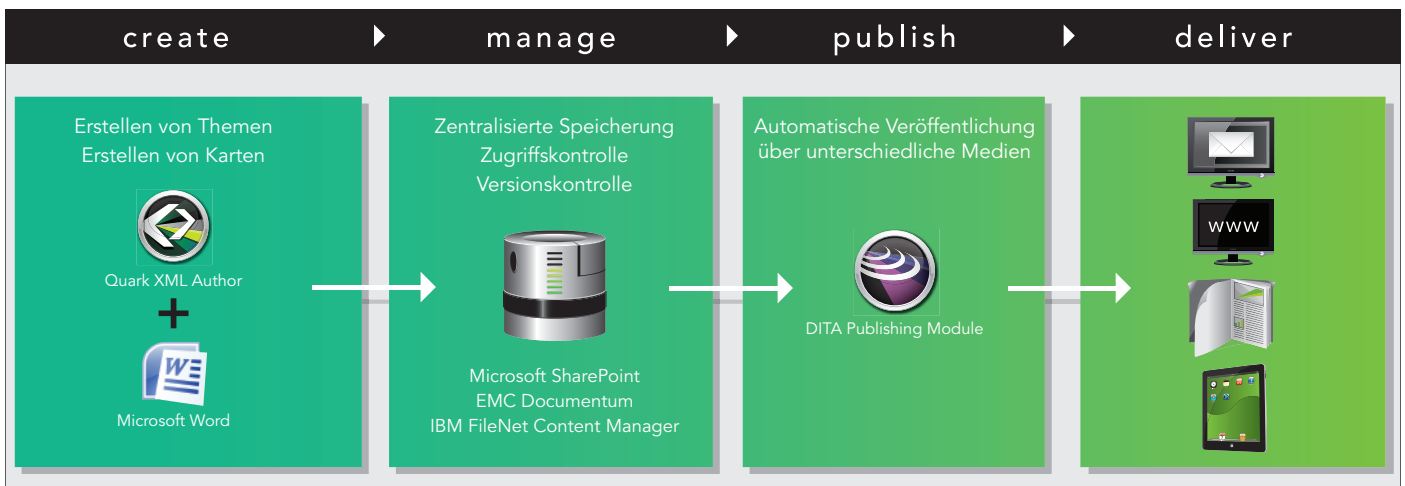 create
manage
publish
deliver
Erstellen von Themen
Erstellen von Karten
Quark XML Author
+
W
Microsoft Word
Zentralisierte Speicherung
Zugriffskontrolle
Versionskontrolle
Microsoft SharePoint
EMC Documentum
IBM FileNet Content Manager
Automatische Veröffentlichung
über unterschiedliche Medien
DITA Publishing Module
www